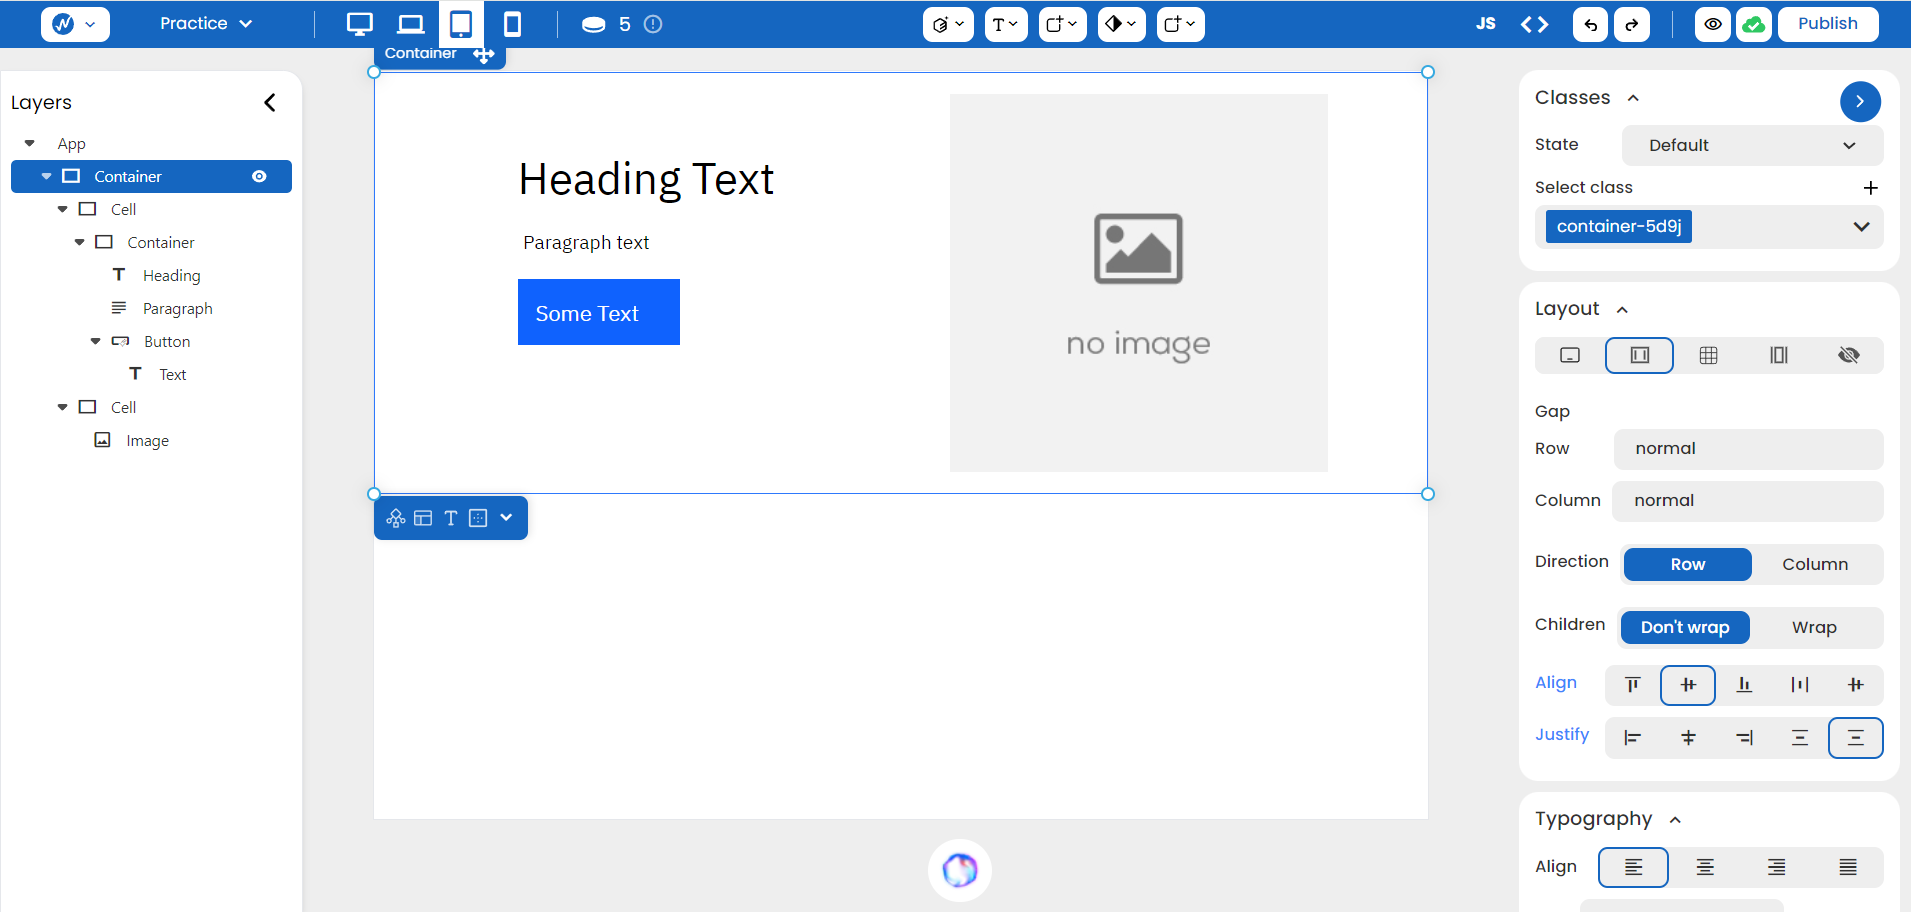 Practice
5
JS
Publish
Container
Layers
App
Container
Cell
Container
Heading
Paragraph
Button
Text
Cell
Image
Heading Text
Paragraph text
Some Text
no image
Classes
State
Default
Select class
container-5d9j
Layout
Gap
Row
normal
Column
normal
Direction
Row
Column
Children
Don't wrap
Wrap
Align
Justify
Typography
Align